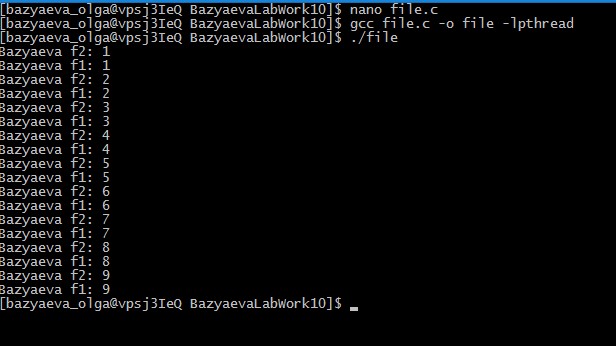 [bazyaeva_olga@vpsj3IeQ BazyaevaLabWork10]$ nano file.c
[bazyaeva_olga@vpsj3IeQ BazyaevaLabWork10]$ gcc file.c -o file -lpthread
[bazyaeva_olga@vpsj3IeQ BazyaevaLabWork10]$ ./file
Bazyaeva f2: 1
Bazyaeva f1: 1
Bazyaeva f2: 2
Bazyaeva f1: 2
Bazyaeva f2: 3
Bazyaeva f1: 3
Bazyaeva f2: 4
Bazyaeva f1: 4
Bazyaeva f2: 5
Bazyaeva f1: 5
Bazyaeva f2: 6
Bazyaeva f1: 6
Bazyaeva f2: 7
Bazyaeva f1: 7
Bazyaeva f2: 8
Bazyaeva f1: 8
Bazyaeva f2: 9
Bazyaeva f1: 9
[bazyaeva_olga@vpsj3IeQ BazyaevaLabWork10]$